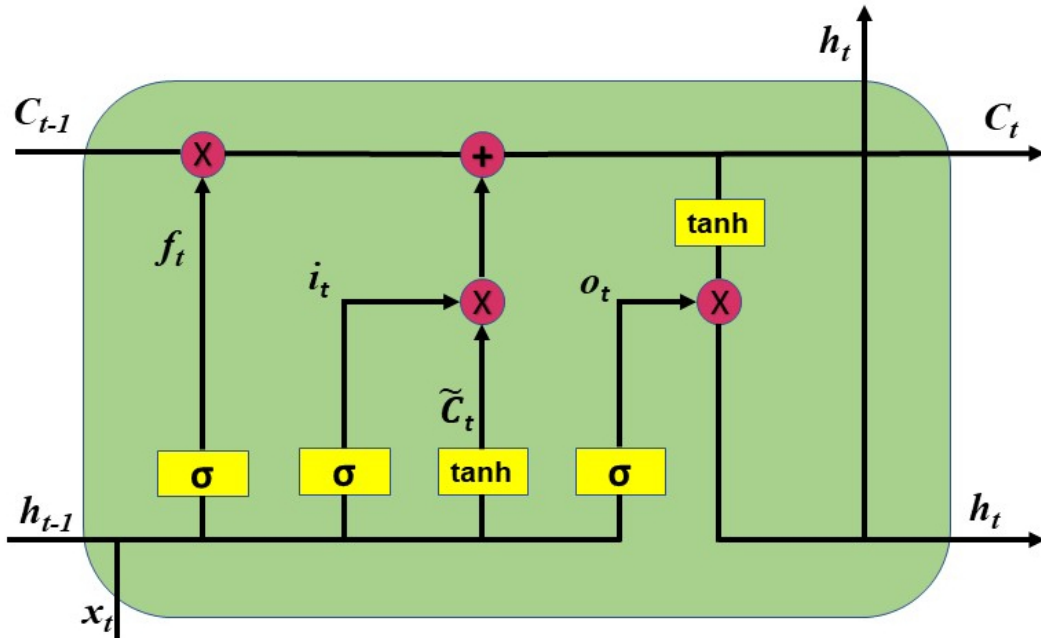 h_t
C_{t-1}
C_t
X
+
tanh
f_t
i_t
X
o_t
X
C̃_t
σ
σ
tanh
σ
h_{t-1}
h_t
x_t